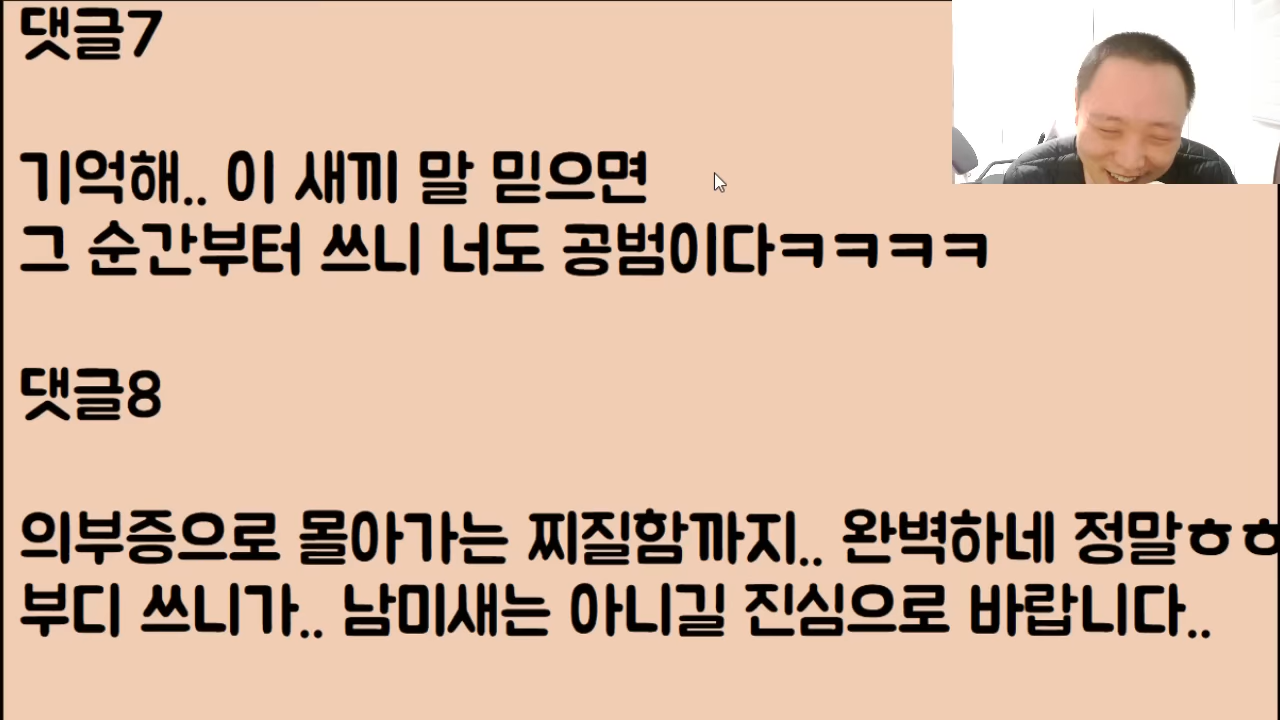 댓글7
기억해.. 이 새끼 말 믿으면
그 순간부터 쓰니 너도 공범이다ㅋㅋㅋㅋ
댓글8
의부증으로 몰아가는 찌질함까지.. 완벽하네 정말ㅎㅎ
부디 쓰니가.. 남미새는 아니길 진심으로 바랍니다..